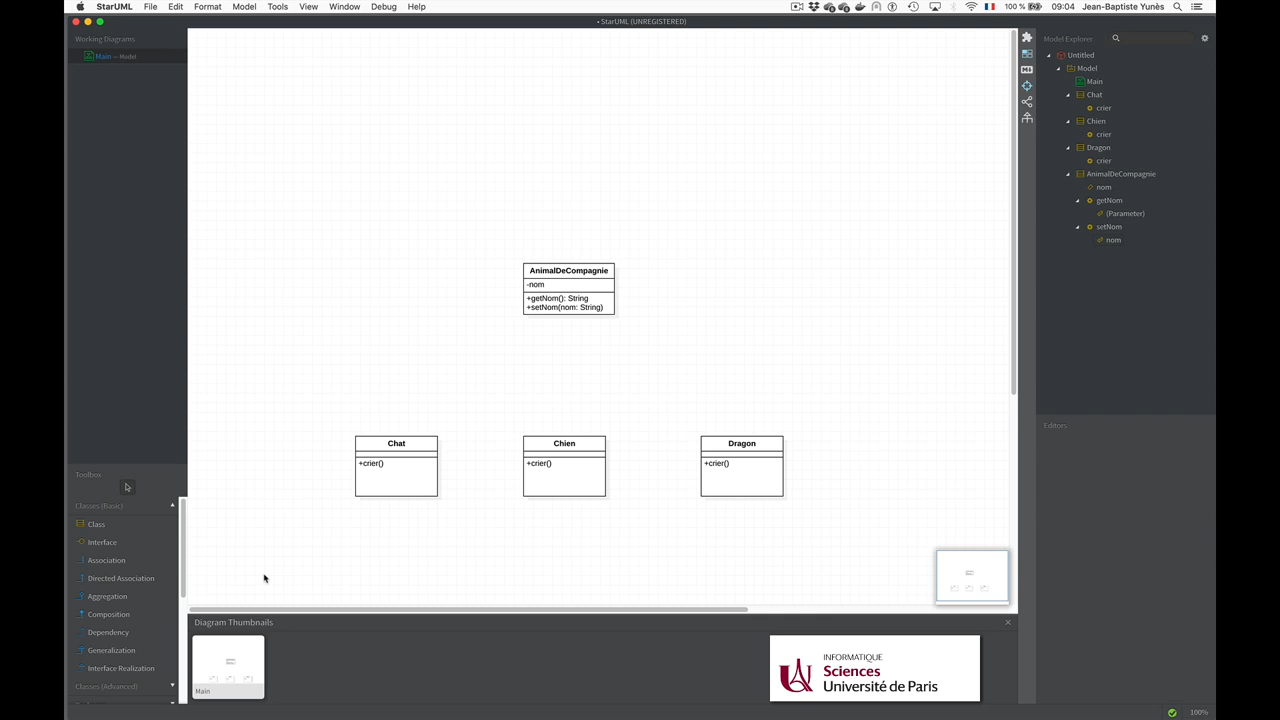 StarUML File Edit Format Model Tools View Window Debug Help
100 % 09:04 Jean-Baptiste Yunès
• StarUML (UNREGISTERED)
Working Diagrams
Main — Model
Toolbox
Classes (Basic)
Class
Interface
Association
Directed Association
Aggregation
Composition
Dependency
Generalization
Interface Realization
Classes (Advanced)
AnimalDeCompagnie
-nom
+getNom(): String
+setNom(nom: String)
Chat
+crier()
Chien
+crier()
Dragon
+crier()
Diagram Thumbnails
Main
INFORMATIQUE
Sciences
Université de Paris
Model Explorer
Untitled
Model
Main
Chat
crier
Chien
crier
Dragon
crier
AnimalDeCompagnie
nom
getNom
(Parameter)
setNom
nom
Editors
100%